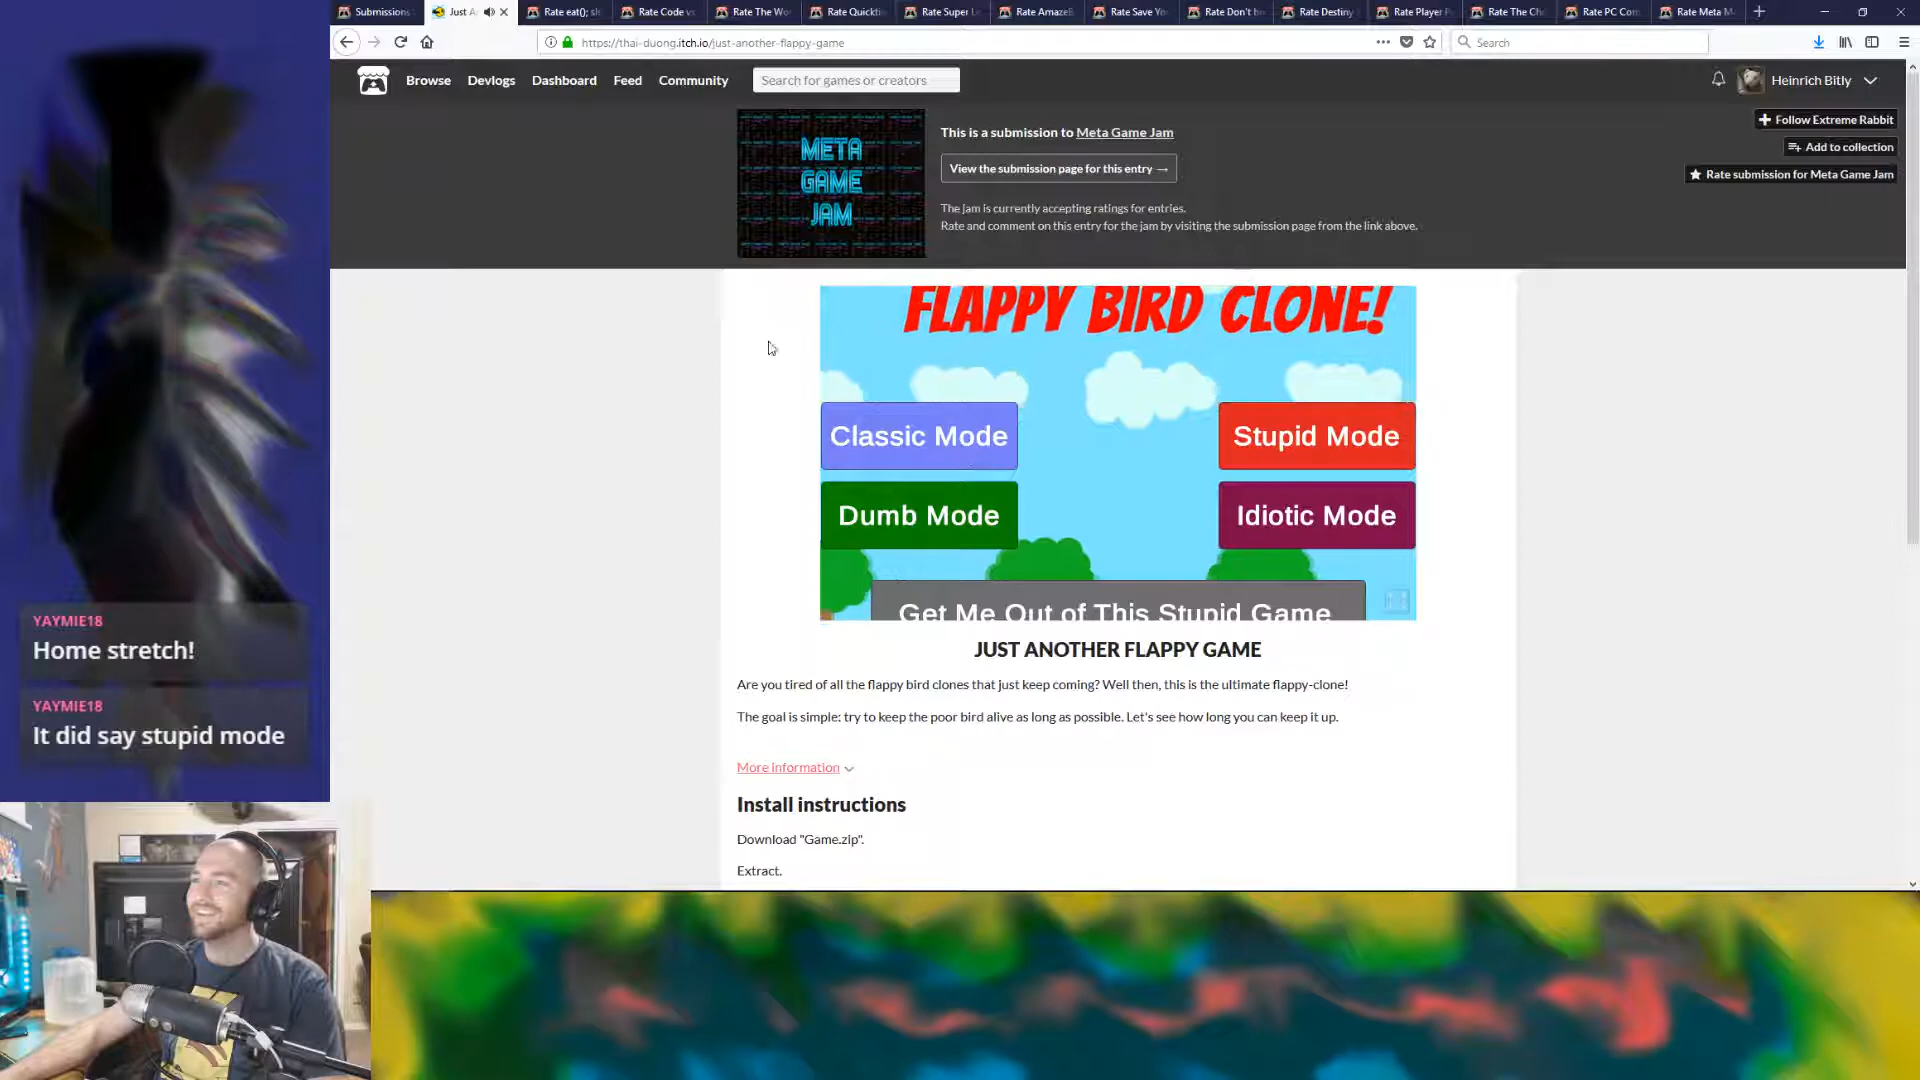 Submissions
Just A
Rate eat(); sl
Rate Code vs
Rate The Wo
Rate Quickti
Rate Super L
Rate AmazeB
Rate Save Yo
Rate Don't b
Rate Destiny
Rate Player P
Rate The Ch
Rate PC Com
Rate Meta M
https://thai-duong.itch.io/just-another-flappy-game
Search
Browse
Devlogs
Dashboard
Feed
Community
Search for games or creators
Heinrich Bitly
META
GAME
JAM
This is a submission to Meta Game Jam
View the submission page for this entry →
The jam is currently accepting ratings for entries.
Rate and comment on this entry for the jam by visiting the submission page from the link above.
Follow Extreme Rabbit
Add to collection
Rate submission for Meta Game Jam
FLAPPY BIRD CLONE!
Classic Mode
Stupid Mode
Dumb Mode
Idiotic Mode
Get Me Out of This Stupid Game
JUST ANOTHER FLAPPY GAME
Are you tired of all the flappy bird clones that just keep coming? Well then, this is the ultimate flappy-clone!
The goal is simple: try to keep the poor bird alive as long as possible. Let's see how long you can keep it up.
More information
Install instructions
Download "Game.zip".
Extract.
YAYMIE18
Home stretch!
YAYMIE18
It did say stupid mode